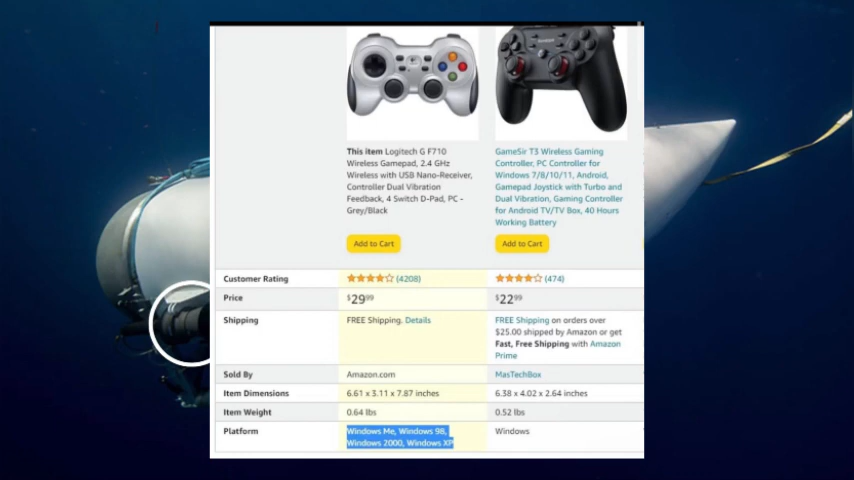 This item Logitech G F710
Wireless Gamepad, 2.4 GHz
Wireless with USB Nano-Receiver,
Controller Dual Vibration
Feedback, 4 Switch D-Pad, PC -
Grey/Black
GameSir T3 Wireless Gaming
Controller, PC Controller for
Windows 7/8/10/11, Android,
Gamepad Joystick with Turbo and
Dual Vibration, Gaming Controller
for Android TV/TV Box, 40 Hours
Working Battery
Add to Cart
Add to Cart
Customer Rating
(4208)
(474)
Price
$29.99
$22.99
Shipping
FREE Shipping. Details
FREE Shipping on orders over
$25.00 shipped by Amazon or get
Fast, Free Shipping with Amazon
Prime
Sold By
Amazon.com
MasTechBox
Item Dimensions
6.61 x 3.11 x 7.87 inches
6.38 x 4.02 x 2.64 inches
Item Weight
0.64 lbs
0.52 lbs
Platform
Windows Me, Windows 98,
Windows 2000, Windows XP
Windows